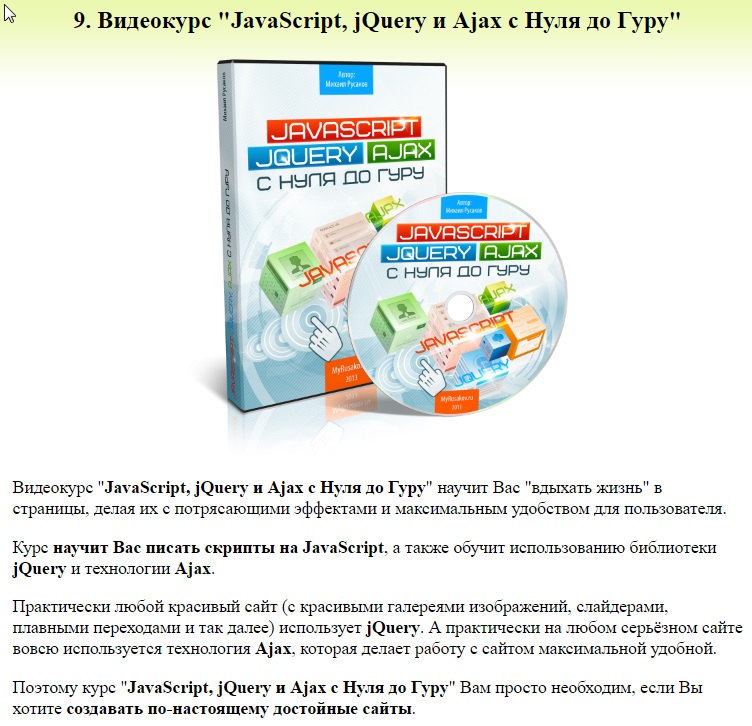 9. Видеокурс "JavaScript, jQuery и Ajax с Нуля до Гуру"
Автор:
Михаил Русаков
Михаил Русаков
JAVASCRIPT
JQUERY AJAX
С НУЛЯ ДО ГУРУ
JAVASCRIPT JQUERY AJAX С НУЛЯ ДО ГУРУ
AJAX
JAVASCRIPT
MyRusakov
2013
Автор:
Михаил Русаков
JAVASCRIPT
JQUERY AJAX
С НУЛЯ ДО ГУРУ
AJAX
JAVASCRIPT
JQUERY
MyRusakov.ru
2013
Видеокурс "JavaScript, jQuery и Ajax с Нуля до Гуру" научит Вас "вдыхать жизнь" в
страницы, делая их с потрясающими эффектами и максимальным удобством для пользователя.
Курс научит Вас писать скрипты на JavaScript, а также обучит использованию библиотеки
jQuery и технологии Ajax.
Практически любой красивый сайт (с красивыми галереями изображений, слайдерами,
плавными переходами и так далее) использует jQuery. А практически на любом серьёзном сайте
вовсю используется технология Ajax, которая делает работу с сайтом максимальной удобной.
Поэтому курс "JavaScript, jQuery и Ajax с Нуля до Гуру" Вам просто необходим, если Вы
хотите создавать по-настоящему достойные сайты.